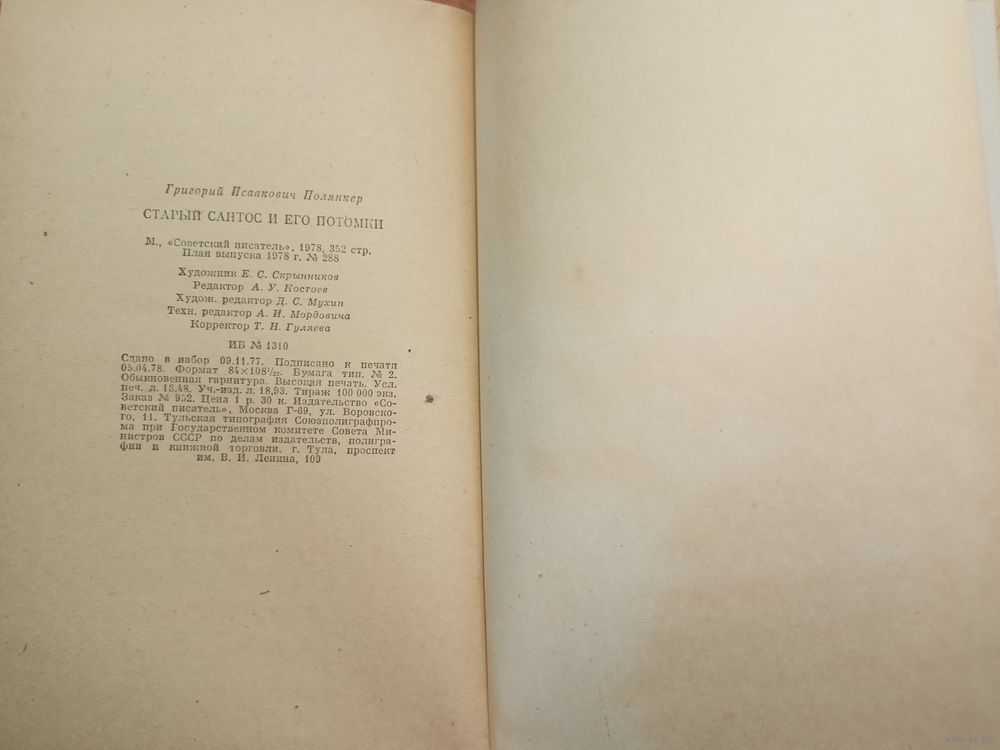 Григорий Исаакович Полянкер
СТАРЫЙ САНТОС И ЕГО ПОТОМКИ
М., «Советский писатель», 1978, 352 стр.
План выпуска 1978 г. № 288
Художник Е. С. Скрынников
Редактор А. У. Костоев
Худож. редактор Д. С. Мухин
Техн. редактор А. И. Мордовина
Корректор Т. Н. Гуляева
ИБ № 1310
Сдано в набор 09.11.77. Подписано к печати
05.04.78. Формат 84×108¹/₃₂. Бумага тип. № 2.
Обыкновенная гарнитура. Высокая печать. Усл.
печ. л. 18,48. Уч.-изд. л. 18,93. Тираж 100 000 экз.
Заказ № 952. Цена 1 р. 30 к. Издательство «Со-
ветский писатель», Москва Г-69, ул. Воровско-
го, 11. Тульская типография Союзполиграфпро-
ма при Государственном комитете Совета Ми-
нистров СССР по делам издательств, полигра-
фии и книжной торговли. г. Тула, проспект
им. В. И. Ленина, 109